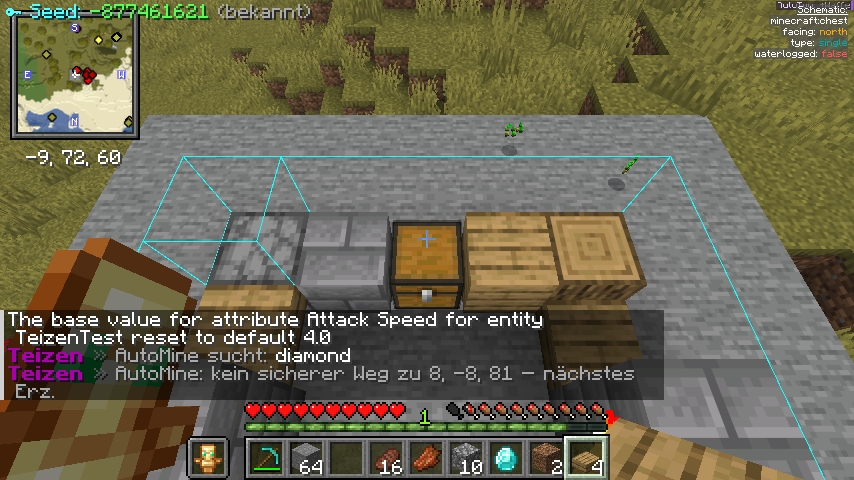 Seed: -877461621 (bekannt)
Schematic:
minecraft:chest
facing: north
type: single
waterlogged: false
S
E
W
N
-9, 72, 60
The base value for attribute Attack Speed for entity
TeizenTest reset to default 4.0
Teizen » AutoMine sucht: diamond
Teizen » AutoMine: kein sicherer Weg zu 8, -8, 81 – nächstes
Erz.
1
64
16
10
2
4